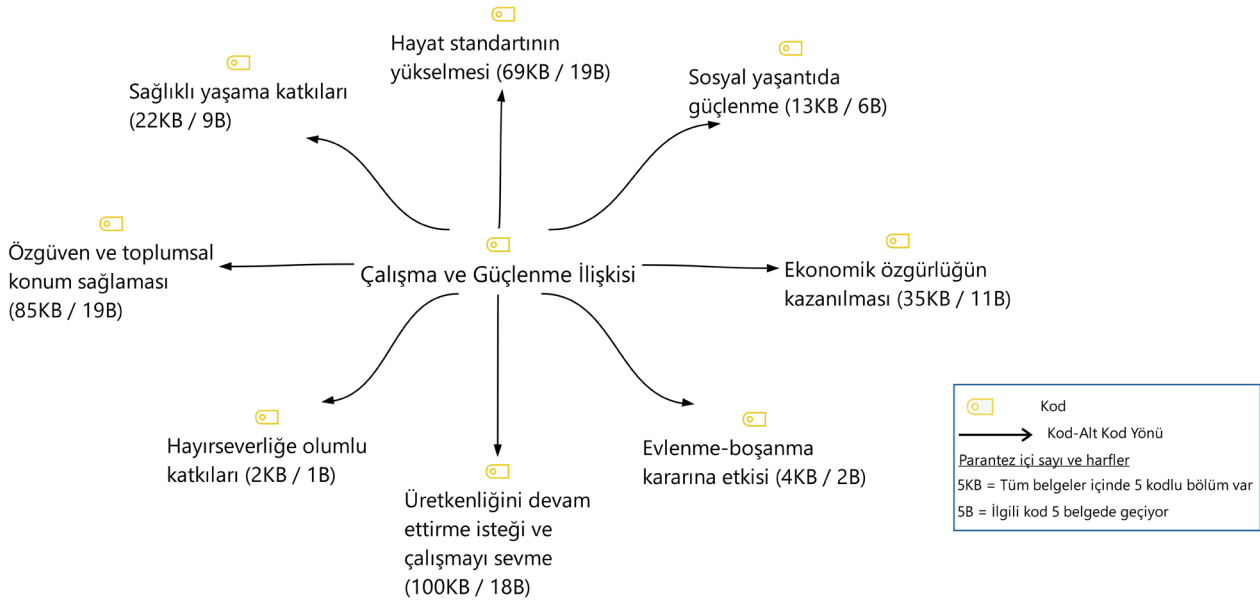 Hayat standartının
yükselmesi (69KB / 19B)
Sosyal yaşantıda
güçlenme (13KB / 6B)
Sağlıklı yaşama katkıları
(22KB / 9B)
Özgüven ve toplumsal
konum sağlaması
(85KB / 19B)
Çalışma ve Güçlenme İlişkisi
Ekonomik özgürlüğün
kazanılması (35KB / 11B)
Hayırseverliğe olumlu
katkıları (2KB / 1B)
Üretkenliğini devam
ettirme isteği ve
çalışmayı sevme
(100KB / 18B)
Evlenme-boşanma
kararına etkisi (4KB / 2B)
Kod
Kod-Alt Kod Yönü
Parantez içi sayı ve harfler
5KB = Tüm belgeler içinde 5 kodlu bölüm var
5B = İlgili kod 5 belgede geçiyor